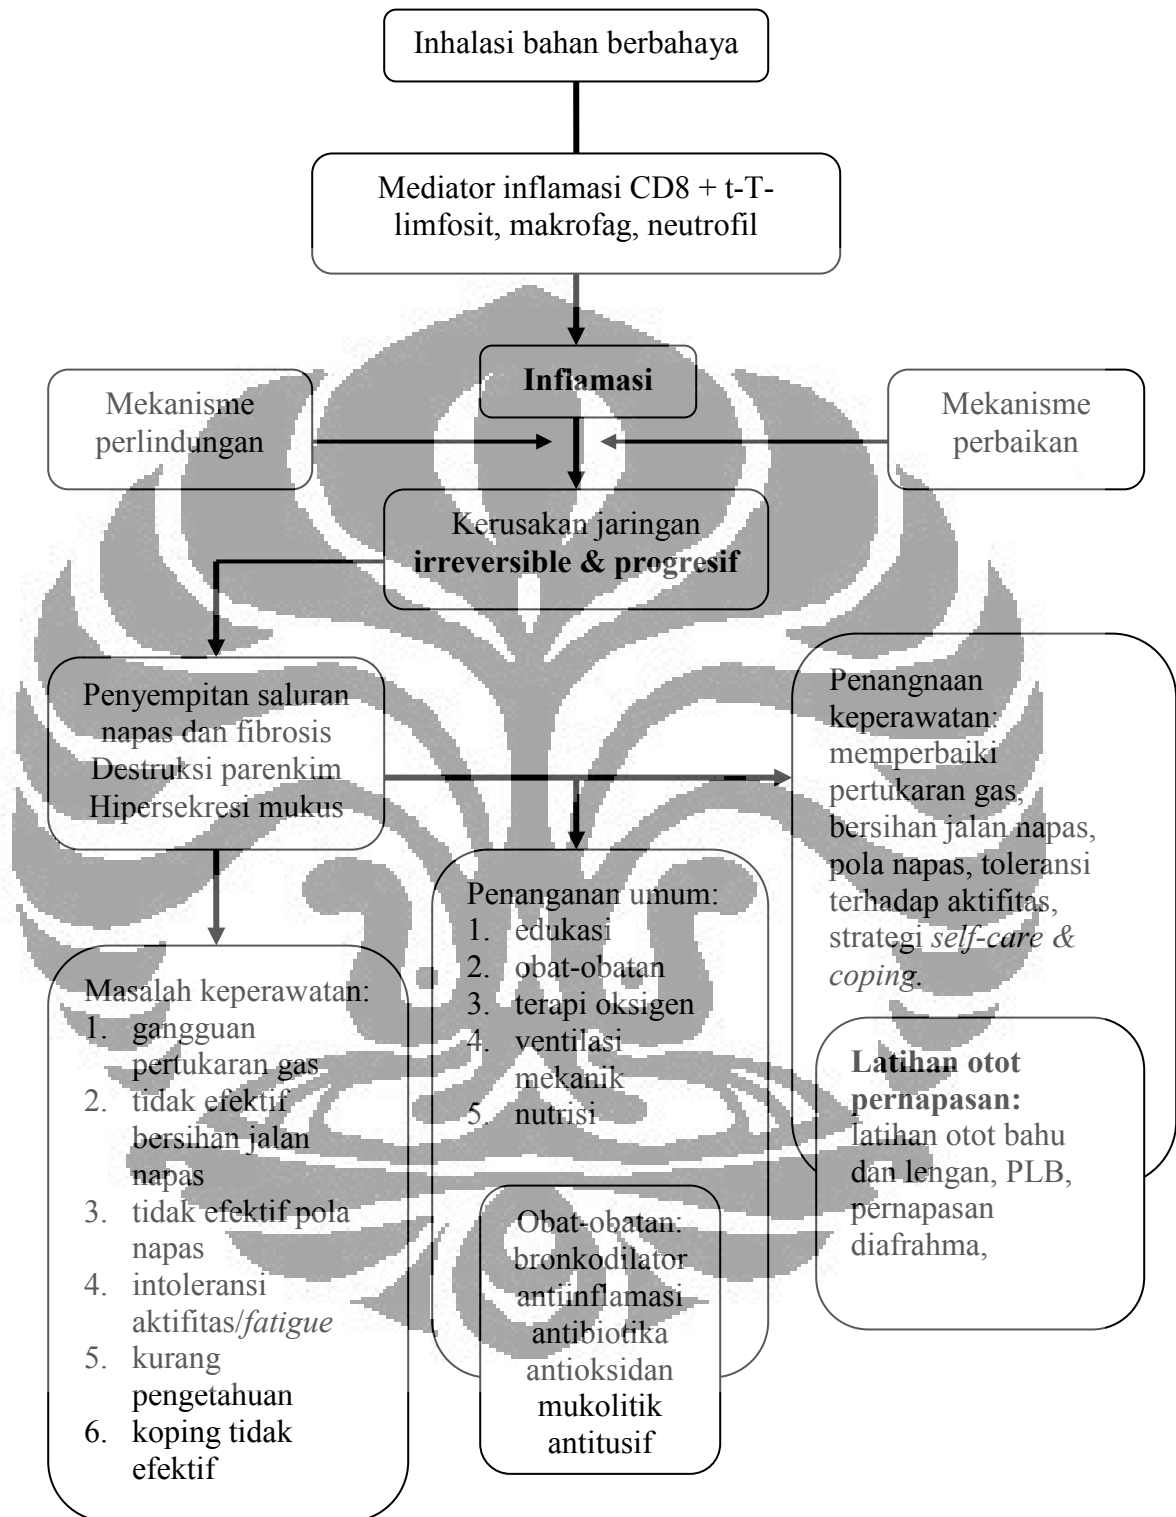 Inhalasi bahan berbahaya
Mediator inflamasi CD8 + t-T-
limfosit, makrofag, neutrofil
Inflamasi
Mekanisme
perlindungan
Mekanisme
perbaikan
Kerusakan jaringan
irreversible & progresif
Penyempitan saluran
napas dan fibrosis
Destruksi parenkim
Hipersekresi mukus
Penangnaan
keperawatan:
memperbaiki
pertukaran gas,
bersihan jalan napas,
pola napas, toleransi
terhadap aktifitas,
strategi self-care &
coping.
Latihan otot
pernapasan:
latihan otot bahu
dan lengan, PLB,
pernapasan
diafrahma,
Penanganan umum:
1. edukasi
2. obat-obatan
3. terapi oksigen
4. ventilasi
mekanik
5. nutrisi
Obat-obatan:
bronkodilator
antiinflamasi
antibiotika
antioksidan
mukolitik
antitusif
Masalah keperawatan:
1. gangguan
pertukaran gas
2. tidak efektif
bersihan jalan
napas
3. tidak efektif pola
napas
4. intoleransi
aktifitas/fatigue
5. kurang
pengetahuan
6. koping tidak
efektif